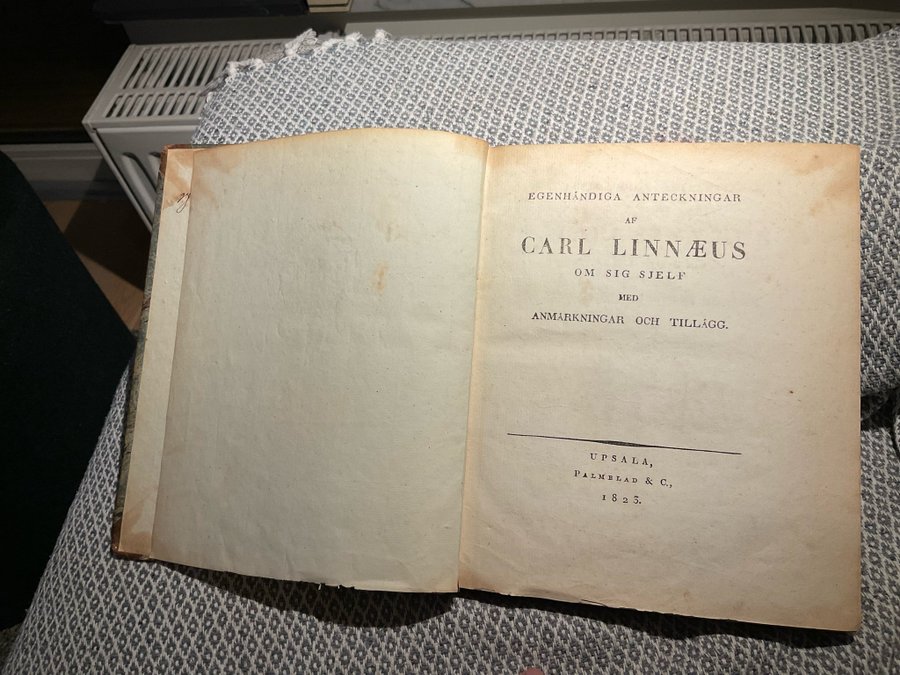 EGENHÄNDIGA ANTECKNINGAR
AF
CARL LINNÆUS
OM SIG SJELF
MED
ANMÄRKNINGAR OCH TILLÄGG.
UPSALA,
PALMBLAD & C.,
1823.